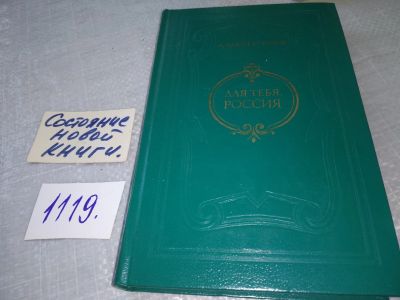 Состояние
новой
книги.
1119.
ДЛЯ ТЕБЯ,
РОССИЯ